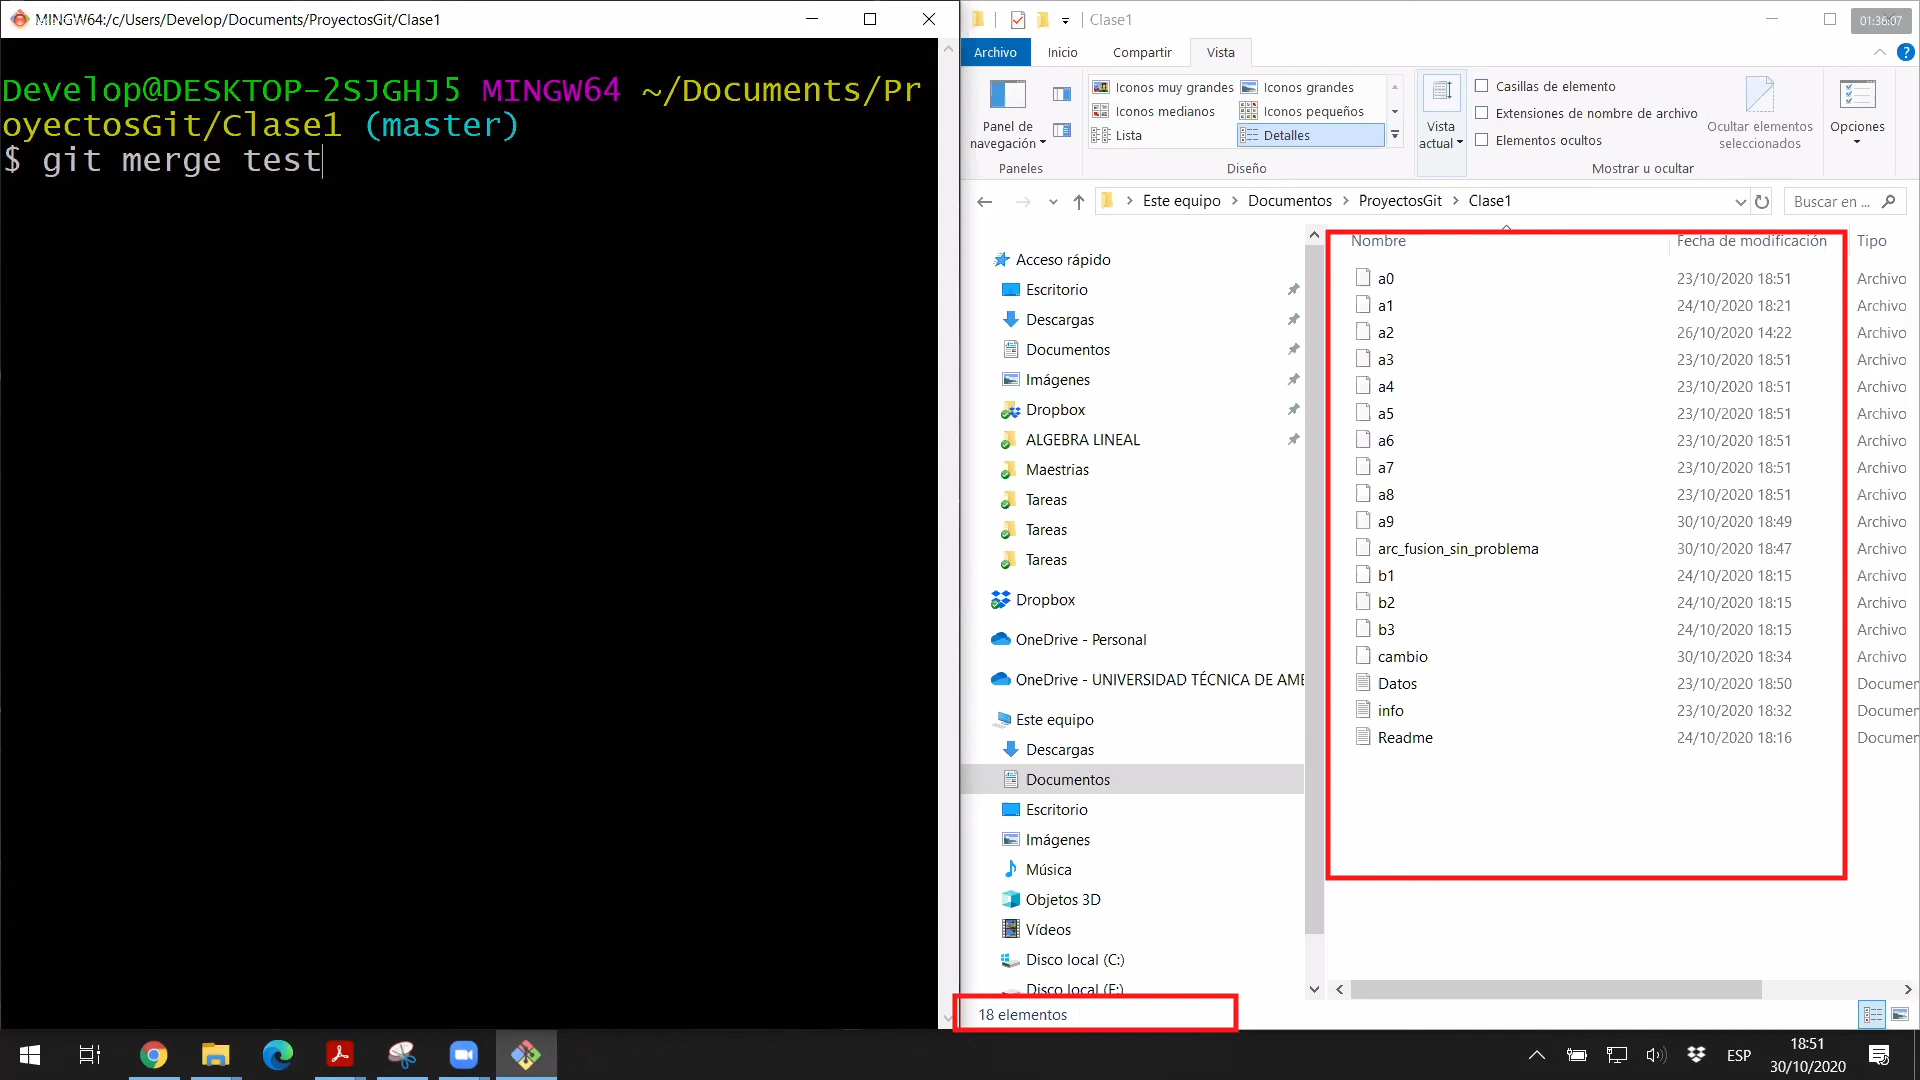 MINGW64:/c/Users/Develop/Documents/ProyectosGit/Clase1
Develop@DESKTOP-2SJGHJ5 MINGW64 ~/Documents/Pr
oyectosGit/Clase1 (master)
$ git merge test
Clase1
01:36:07
Archivo
Inicio
Compartir
Vista
Panel de
navegación
Iconos muy grandes
Iconos grandes
Iconos medianos
Iconos pequeños
Lista
Detalles
Vista
actual
Casillas de elemento
Extensiones de nombre de archivo
Elementos ocultos
Ocultar elementos
seleccionados
Opciones
Paneles
Diseño
Mostrar u ocultar
Este equipo
Documentos
ProyectosGit
Clase1
Buscar en ...
Acceso rápido
Escritorio
Descargas
Documentos
Imágenes
Dropbox
ALGEBRA LINEAL
Maestrias
Tareas
Tareas
Tareas
Dropbox
OneDrive - Personal
OneDrive - UNIVERSIDAD TÉCNICA DE AME
Este equipo
Descargas
Documentos
Escritorio
Imágenes
Música
Objetos 3D
Vídeos
Disco local (C:)
Disco local (E:)
Nombre Fecha de modificación Tipo
a0 23/10/2020 18:51 Archivo
a1 24/10/2020 18:21 Archivo
a2 26/10/2020 14:22 Archivo
a3 23/10/2020 18:51 Archivo
a4 23/10/2020 18:51 Archivo
a5 23/10/2020 18:51 Archivo
a6 23/10/2020 18:51 Archivo
a7 23/10/2020 18:51 Archivo
a8 23/10/2020 18:51 Archivo
a9 30/10/2020 18:49 Archivo
arc_fusion_sin_problema 30/10/2020 18:47 Archivo
b1 24/10/2020 18:15 Archivo
b2 24/10/2020 18:15 Archivo
b3 24/10/2020 18:15 Archivo
cambio 30/10/2020 18:34 Archivo
Datos 23/10/2020 18:50 Documen
info 23/10/2020 18:32 Documen
Readme 24/10/2020 18:16 Documen
18 elementos
ESP
18:51
30/10/2020